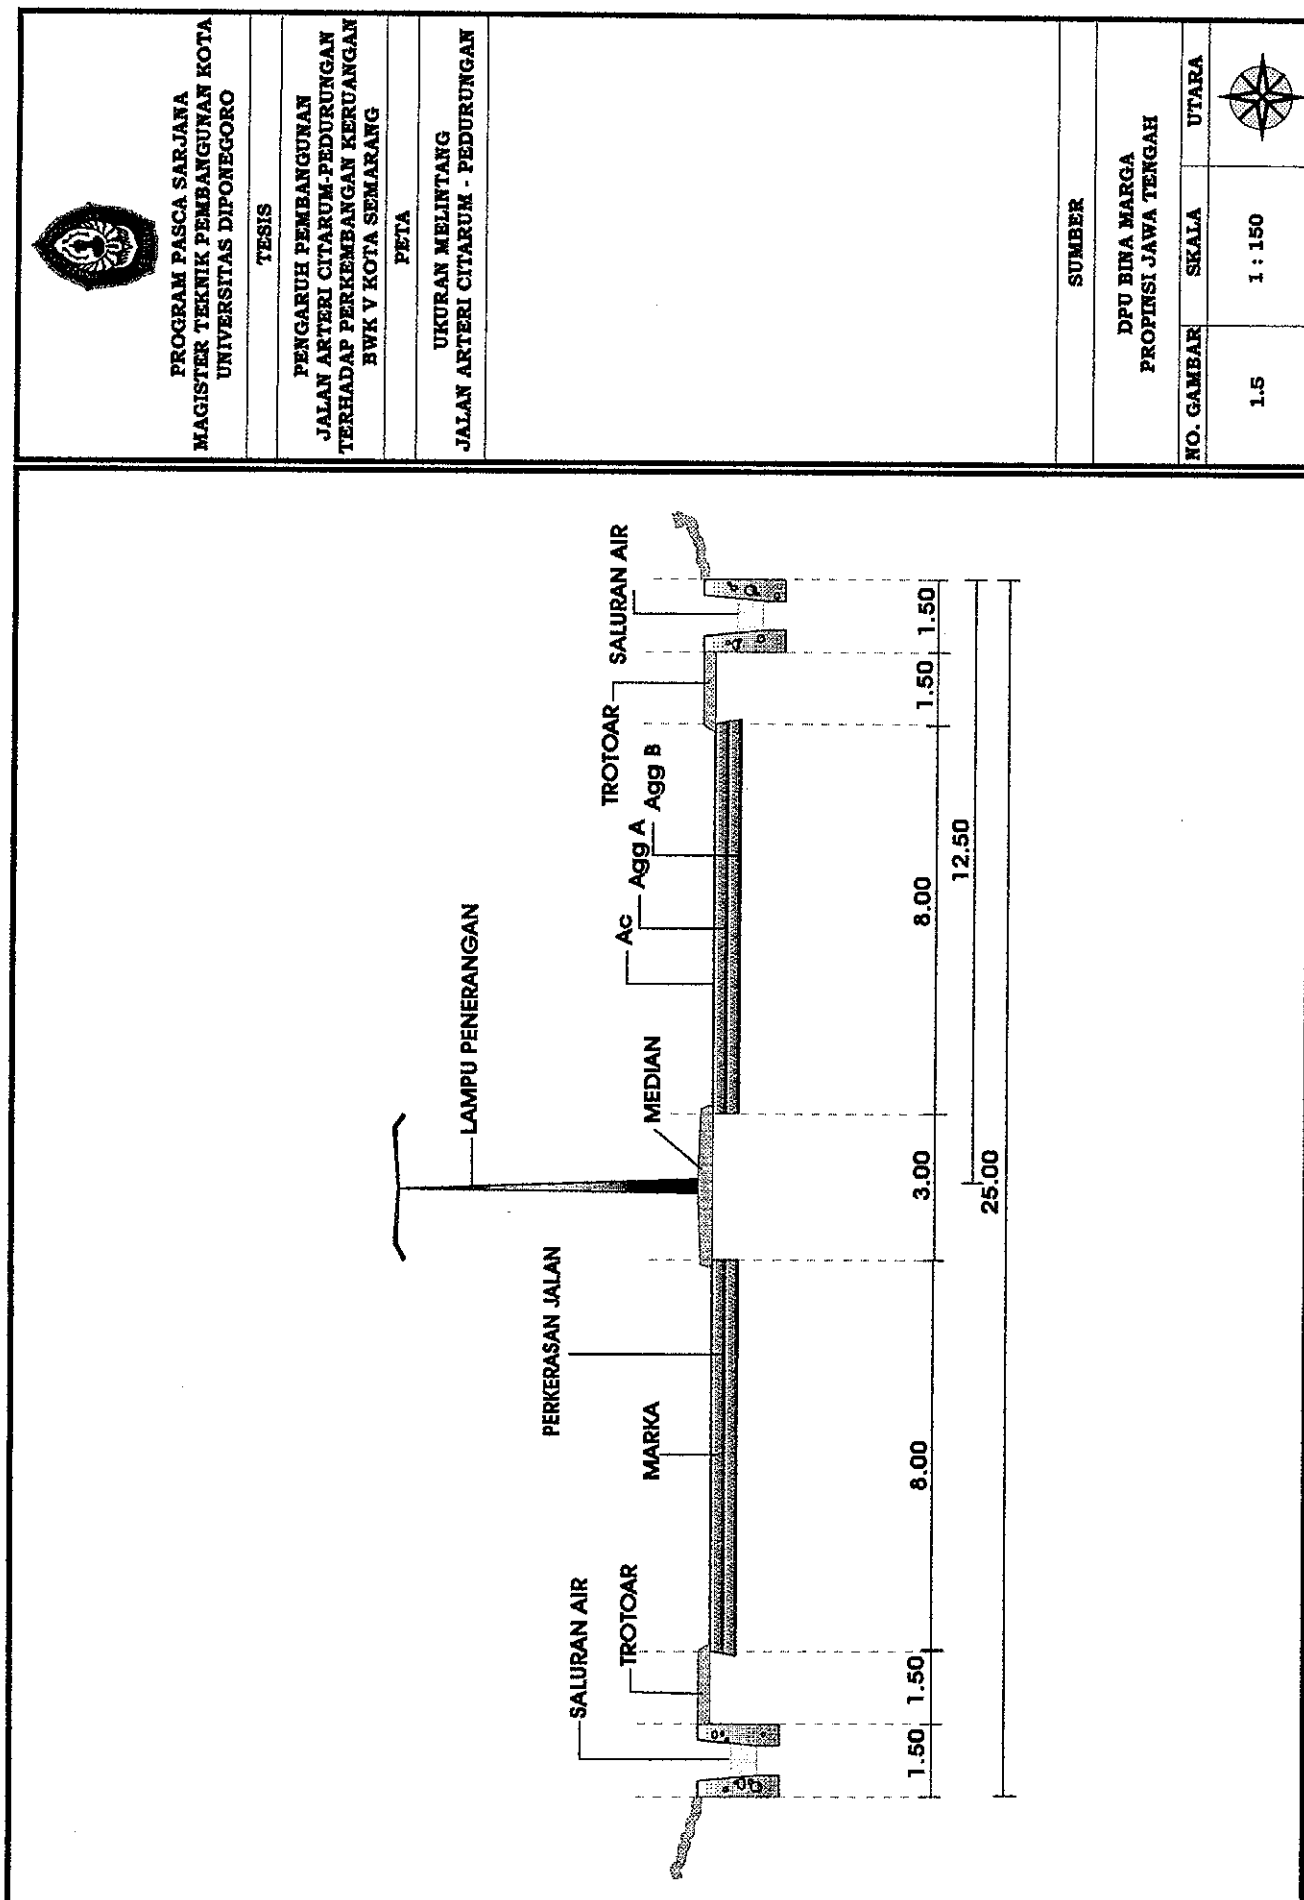 LAMPU PENERANGAN
PERKERASAN JALAN
SALURAN AIR
TROTOAR
MARKA
MEDIAN
Ac
Agg A
Agg B
TROTOAR
SALURAN AIR
1.50
1.50
8.00
3.00
8.00
1.50
1.50
12.50
25.00
PROGRAM PASCA SARJANA
MAGISTER TEKNIK PEMBANGUNAN KOTA
UNIVERSITAS DIPONEGORO
TESIS
PENGARUH PEMBANGUNAN
JALAN ARTERI CITARUM-PEDURUNGAN
TERHADAP PERKEMBANGAN KERUANGAN
BWK V KOTA SEMARANG
PETA
UKURAN MELINTANG
JALAN ARTERI CITARUM - PEDURUNGAN
SUMBER
DPU BINA MARGA
PROPINSI JAWA TENGAH
NO. GAMBAR SKALA UTARA
1.5 1 : 150